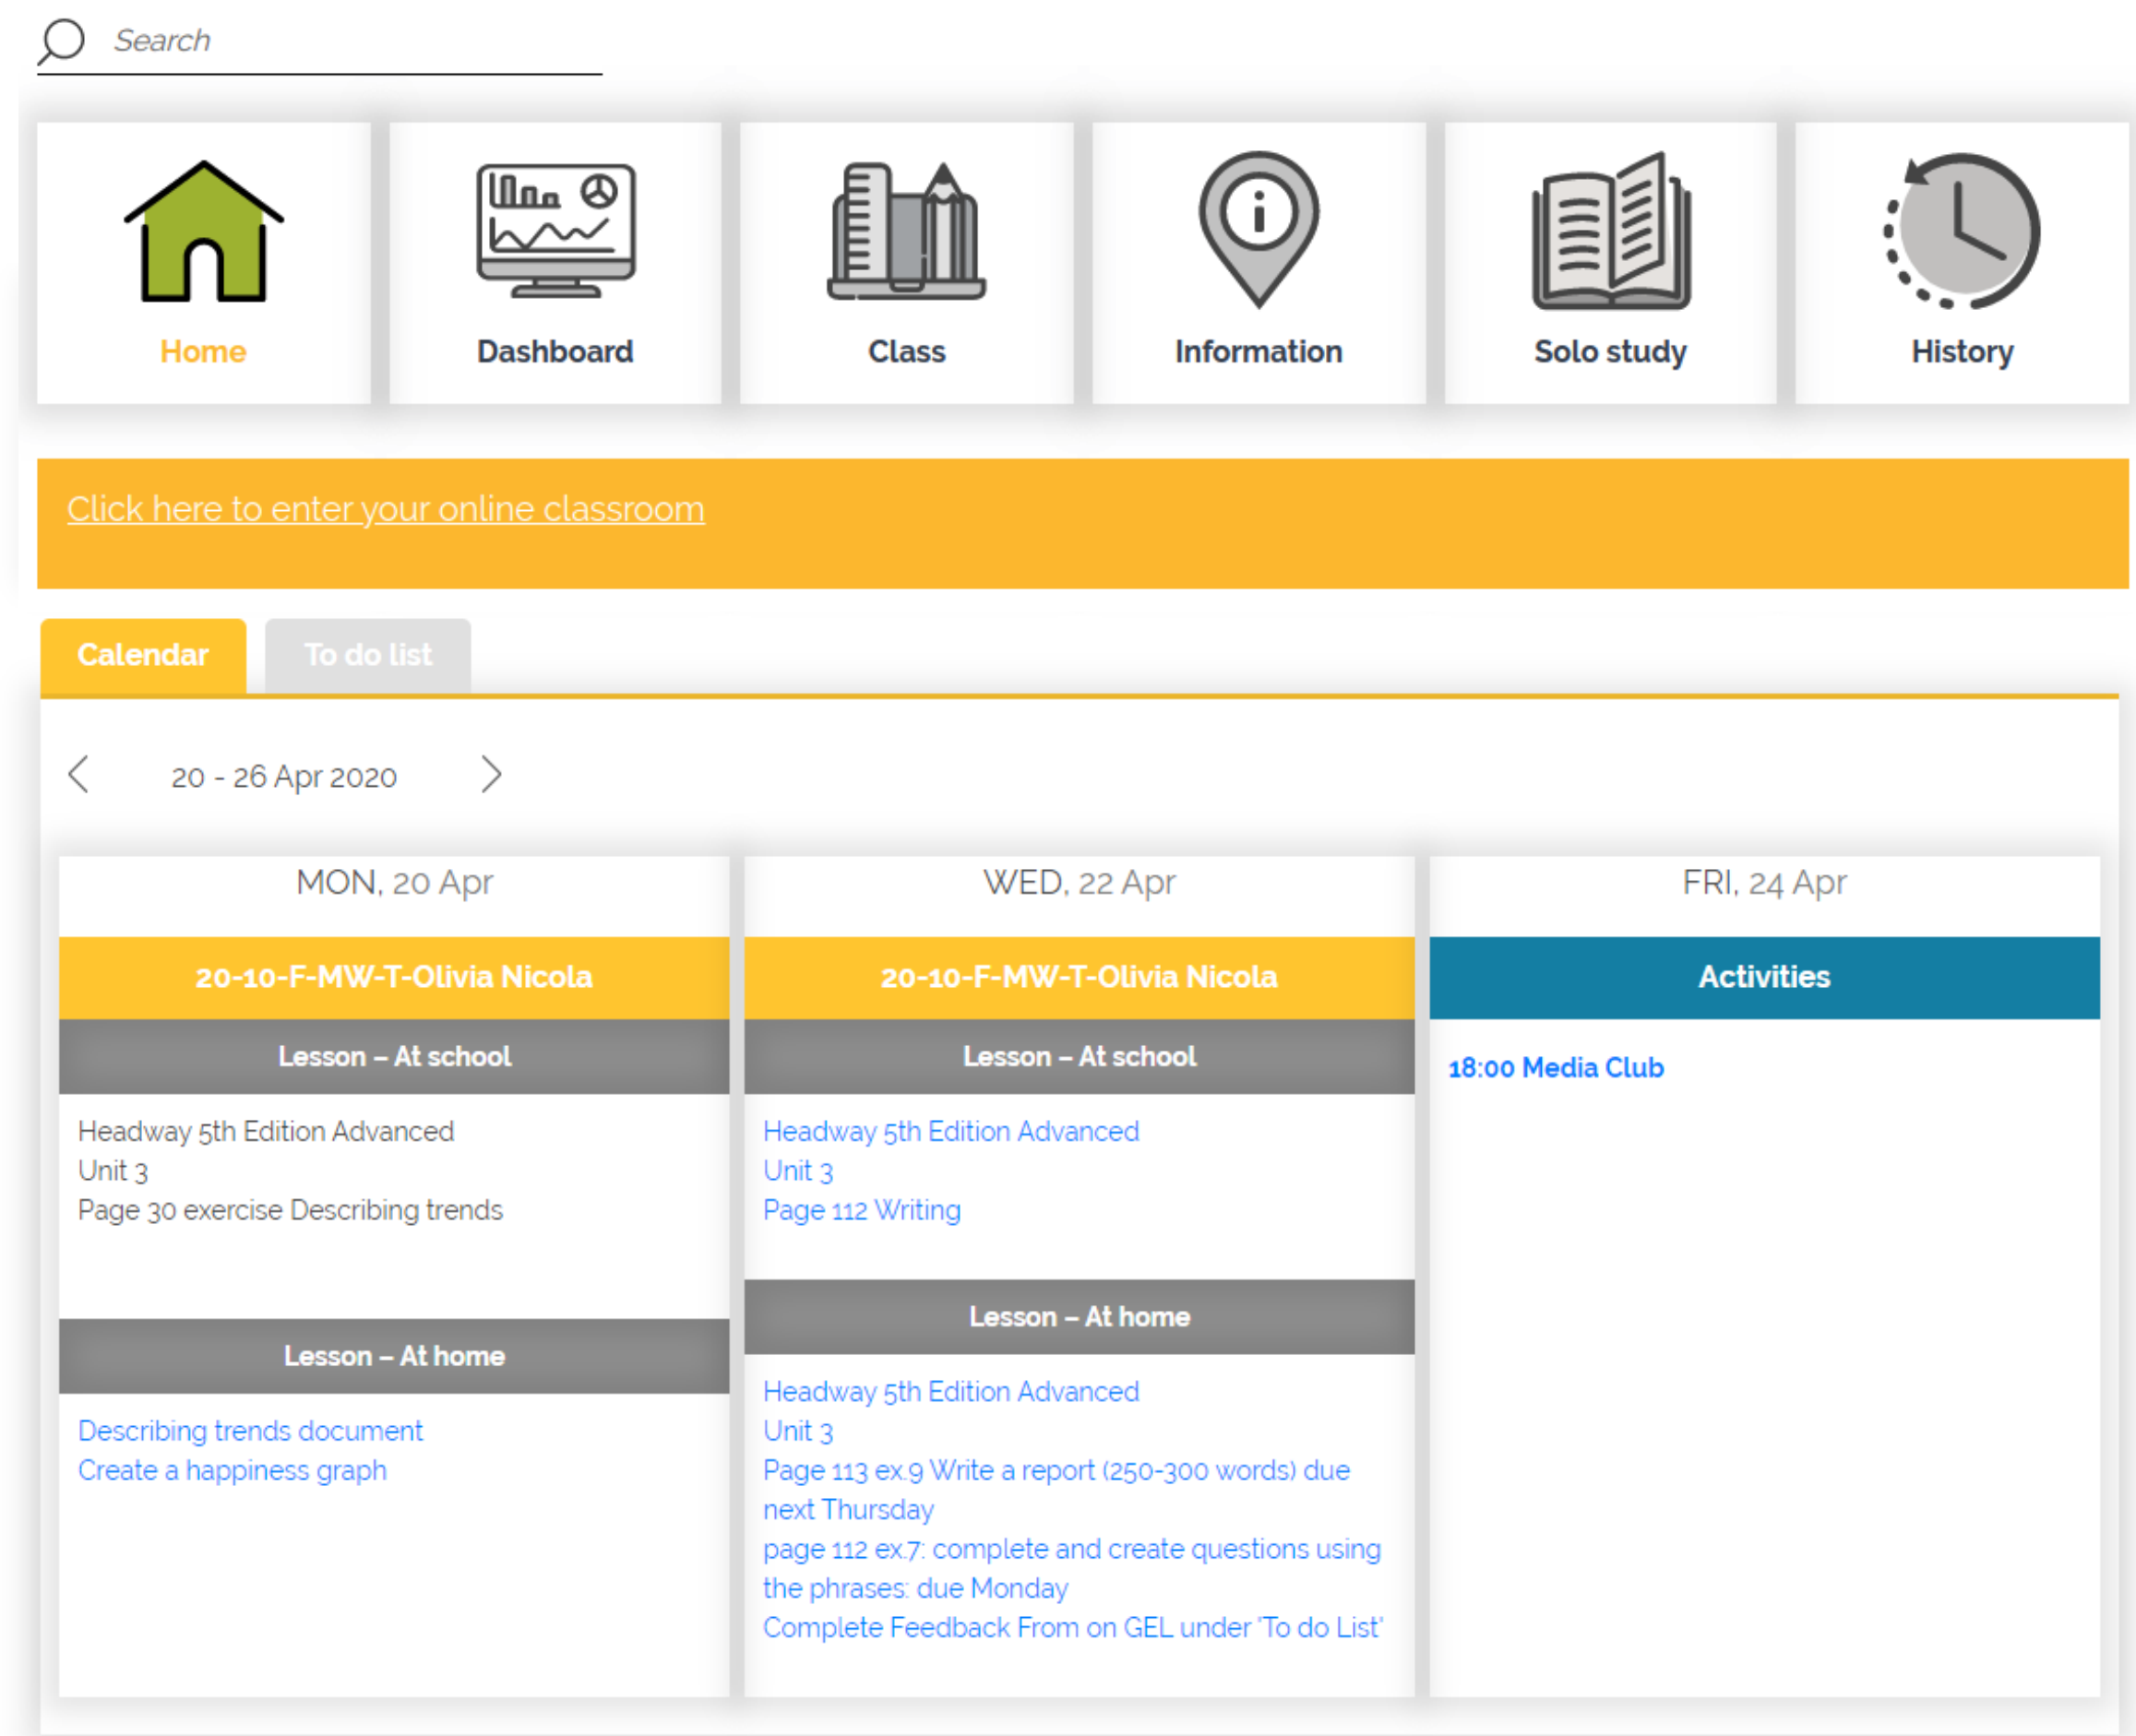 Search
Home
Dashboard
Class
Information
Solo study
History
Click here to enter your online classroom
Calendar
To do list
20 - 26 Apr 2020
MON, 20 Apr
20-10-F-MW-T-Olivia Nicola
Lesson – At school
Headway 5th Edition Advanced
Unit 3
Page 30 exercise Describing trends
Lesson – At home
Describing trends document
Create a happiness graph
WED, 22 Apr
20-10-F-MW-T-Olivia Nicola
Lesson – At school
Headway 5th Edition Advanced
Unit 3
Page 112 Writing
Lesson – At home
Headway 5th Edition Advanced
Unit 3
Page 113 ex.9 Write a report (250-300 words) due
next Thursday
page 112 ex.7: complete and create questions using
the phrases: due Monday
Complete Feedback From on GEL under 'To do List'
FRI, 24 Apr
Activities
18:00 Media Club